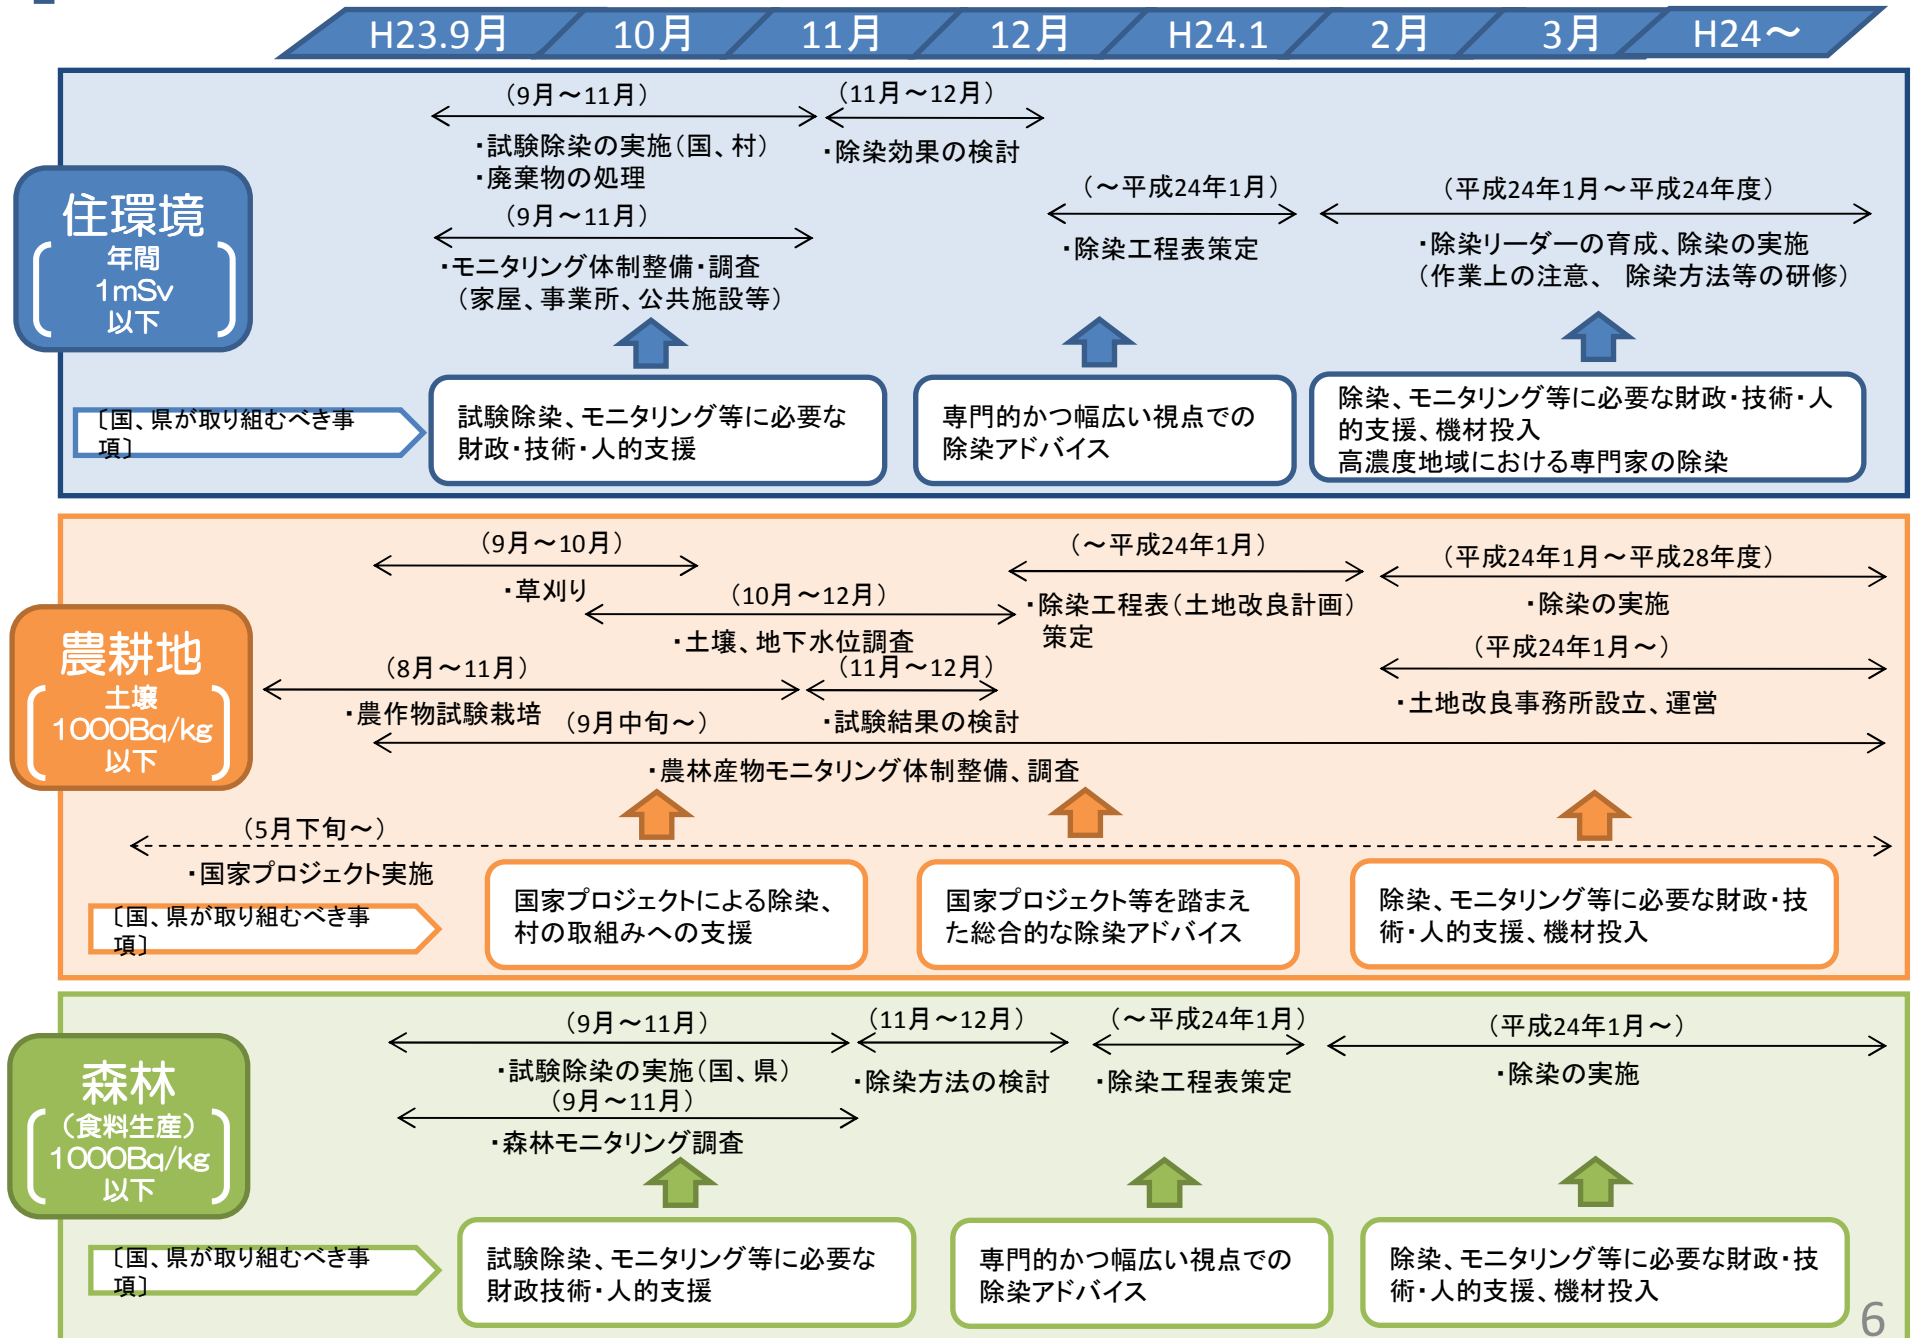 H23.9月 10月 11月 12月 H24.1 2月 3月 H24～
住環境
年間
1mSv
以下
（9月～11月）
・試験除染の実施（国、村）
・廃棄物の処理
（9月～11月）
・モニタリング体制整備・調査
（家屋、事業所、公共施設等）
（11月～12月）
・除染効果の検討
（～平成24年1月）
・除染工程表策定
（平成24年1月～平成24年度）
・除染リーダーの育成、除染の実施
（作業上の注意、 除染方法等の研修）
〔国、県が取り組むべき事
項〕
試験除染、モニタリング等に必要な
財政・技術・人的支援
専門的かつ幅広い視点での
除染アドバイス
除染、モニタリング等に必要な財政・技術・人
的支援、機材投入
高濃度地域における専門家の除染
農耕地
土壌
1000Bq/kg
以下
（9月～10月）
・草刈り
（10月～12月）
・土壌、地下水位調査
（～平成24年1月）
・除染工程表（土地改良計画）
策定
（平成24年1月～平成28年度）
・除染の実施
（8月～11月）
・農作物試験栽培
（11月～12月）
・試験結果の検討
（平成24年1月～）
・土地改良事務所設立、運営
（9月中旬～）
・農林産物モニタリング体制整備、調査
（5月下旬～）
・国家プロジェクト実施
〔国、県が取り組むべき事
項〕
国家プロジェクトによる除染、
村の取組みへの支援
国家プロジェクト等を踏まえ
た総合的な除染アドバイス
除染、モニタリング等に必要な財政・技
術・人的支援、機材投入
森林
（食料生産）
1000Bq/kg
以下
（9月～11月）
・試験除染の実施（国、県）
（9月～11月）
・森林モニタリング調査
（11月～12月）
・除染方法の検討
（～平成24年1月）
・除染工程表策定
（平成24年1月～）
・除染の実施
〔国、県が取り組むべき事
項〕
試験除染、モニタリング等に必要な
財政技術・人的支援
専門的かつ幅広い視点での
除染アドバイス
除染、モニタリング等に必要な財政・技
術・人的支援、機材投入
6